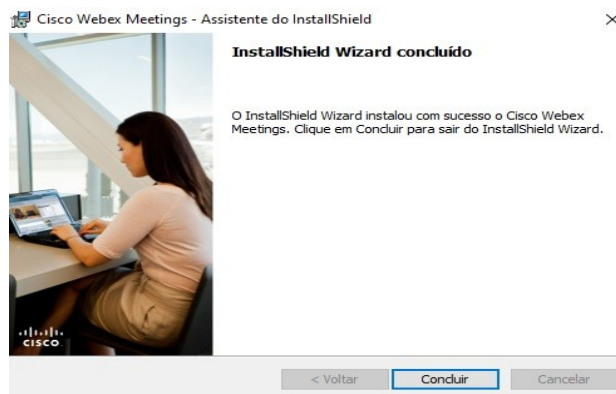 Cisco Webex Meetings - Assistente do InstallShield
InstallShield Wizard concluído
O InstallShield Wizard instalou com sucesso o Cisco Webex
Meetings. Clique em Concluir para sair do InstallShield Wizard.
CISCO
< Voltar
Concluir
Cancelar